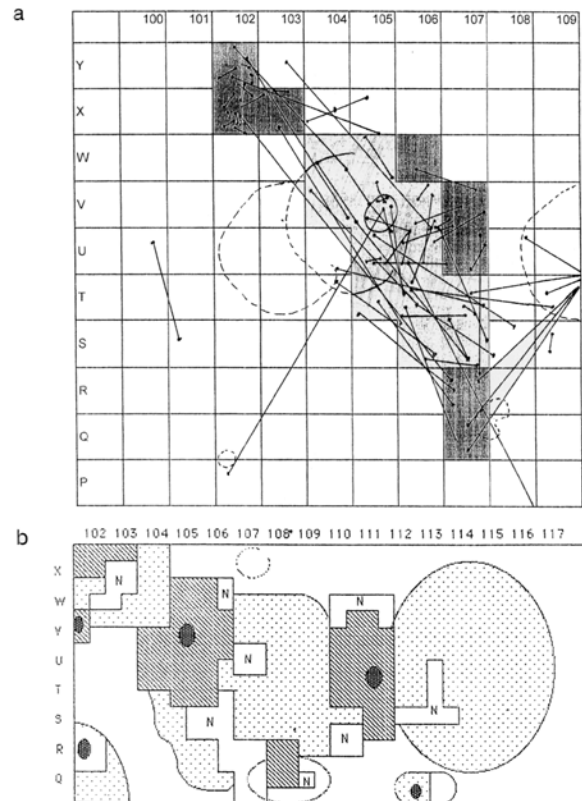 a
100 101 102 103 104 105 106 107 108 109
Y
X
W
V
U
T
S
R
Q
P
b
102 103 104 105 106 107 108 109 110 111 112 113 114 115 116 117
X
N
W N N
V
U N
T
S N N
N
R N
Q N